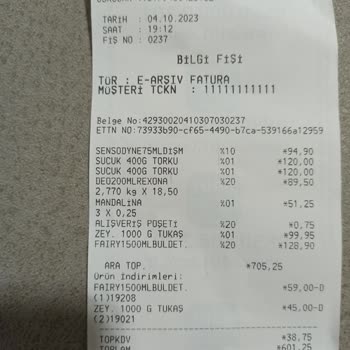 TARİH : 04.10.2023
SAAT : 19:12
FİŞ NO : 0237
BİLGİ FİŞİ
TÜR : E-ARŞİV FATURA
MÜŞTERİ TCKN : 11111111111
Belge No:42930020410307030237
ETTN NO:73933b90-cf65-4490-b7ca-539166a12959
SENSODYNE75MLDİŞM %10 *94,90
SUCUK 400G TORKU %01 *120,00
SUCUK 400G TORKU %01 *120,00
DEO200MLREXONA %20 *89,50
2,770 kg X 18,50
MANDALİNA %01 *51,25
3 X 0,25
ALIŞVERİŞ POŞETİ %20 *0,75
ZEY. 1000 G TUKAŞ %01 *99,95
FAIRY1500MLBULDET. %20 *128,90
ARA TOP. *705,25
Ürün İndirimleri:
FAIRY1500MLBULDET. *59,00-D
(1)19208
ZEY. 1000 G TUKAŞ *45,00-D
(2)19021
TOPKDV *38,75
TOPLAM *601,25